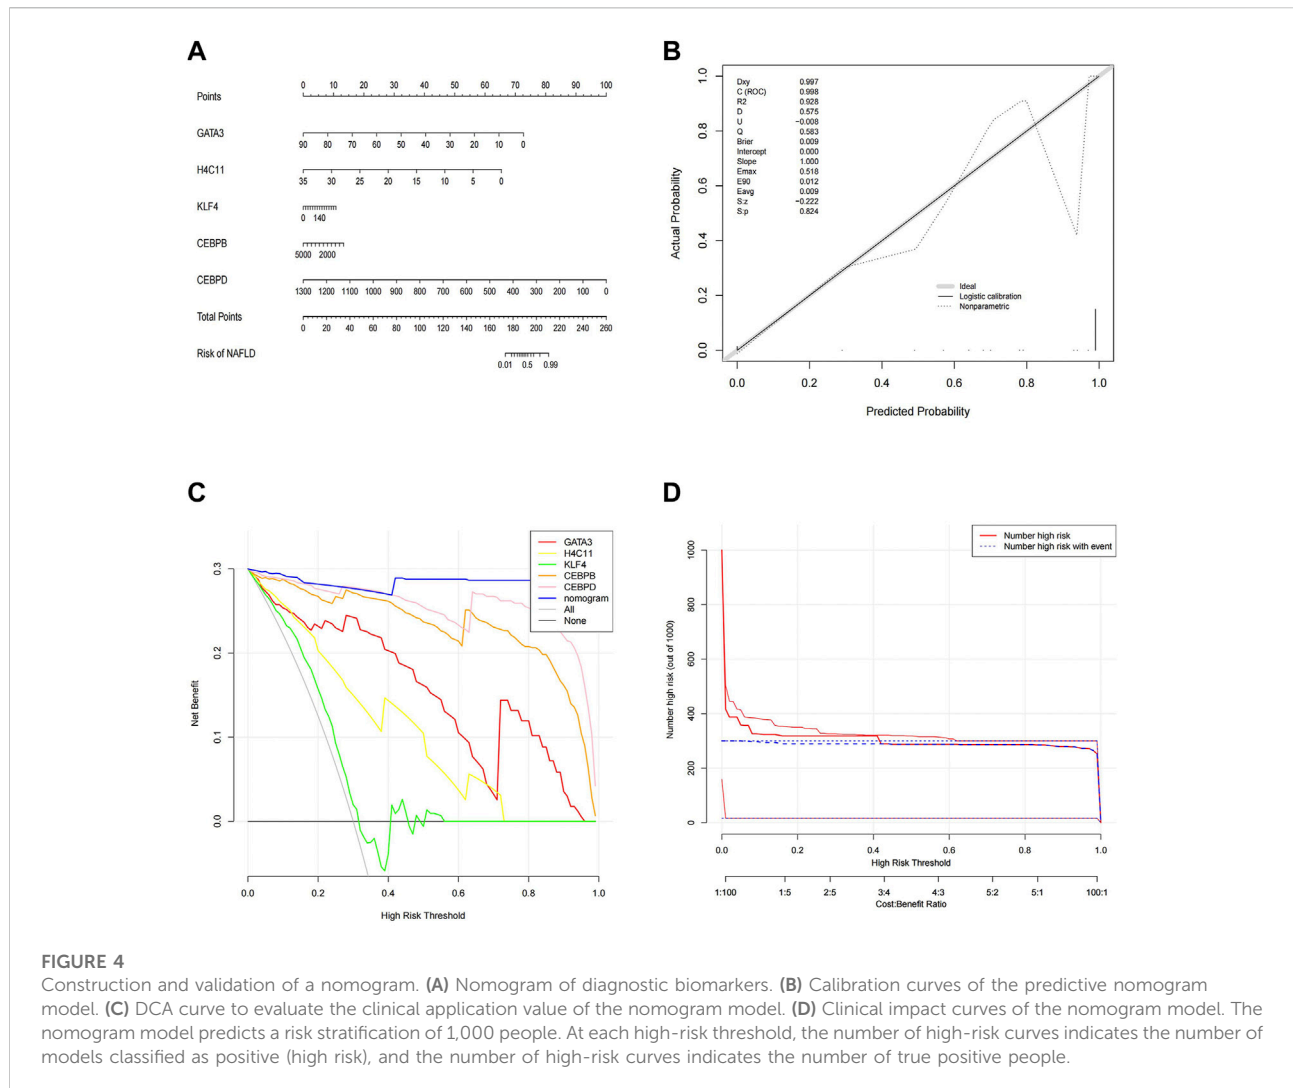 A
Points
0 10 20 30 40 50 60 70 80 90 100
GATA3
90 80 70 60 50 40 30 20 10 0
H4C11
35 30 25 20 15 10 5 0
KLF4
0 140
CEBPB
5000 2000
CEBPD
1300 1200 1100 1000 900 800 700 600 500 400 300 200 100 0
Total Points
0 20 40 60 80 100 120 140 160 180 200 220 240 260
Risk of NAFLD
0.01 0.5 0.99
B
Dxy 0.997
C (ROC) 0.998
R2 0.928
D 0.575
U −0.008
Q 0.583
Brier 0.009
Intercept 0.000
Slope 1.000
Emax 0.518
E90 0.012
Eavg 0.009
S:z −0.222
S:p 0.824
Actual Probability
1.0
0.8
0.6
0.4
0.2
0.0
Ideal
Logistic calibration
Nonparametric
0.0 0.2 0.4 0.6 0.8 1.0
Predicted Probability
C
Net Benefit
0.3
0.2
0.1
0.0
GATA3
H4C11
KLF4
CEBPB
CEBPD
nomogram
All
None
0.0 0.2 0.4 0.6 0.8 1.0
High Risk Threshold
D
Number high risk (out of 1000)
1000
800
600
400
200
0
Number high risk
Number high risk with event
0.0 0.2 0.4 0.6 0.8 1.0
High Risk Threshold
1:100 1:5 2:5 3:4 4:3 5:2 5:1 100:1
Cost:Benefit Ratio
FIGURE 4
Construction and validation of a nomogram. (A) Nomogram of diagnostic biomarkers. (B) Calibration curves of the predictive nomogram
model. (C) DCA curve to evaluate the clinical application value of the nomogram model. (D) Clinical impact curves of the nomogram model. The
nomogram model predicts a risk stratification of 1,000 people. At each high-risk threshold, the number of high-risk curves indicates the number of
models classified as positive (high risk), and the number of high-risk curves indicates the number of true positive people.